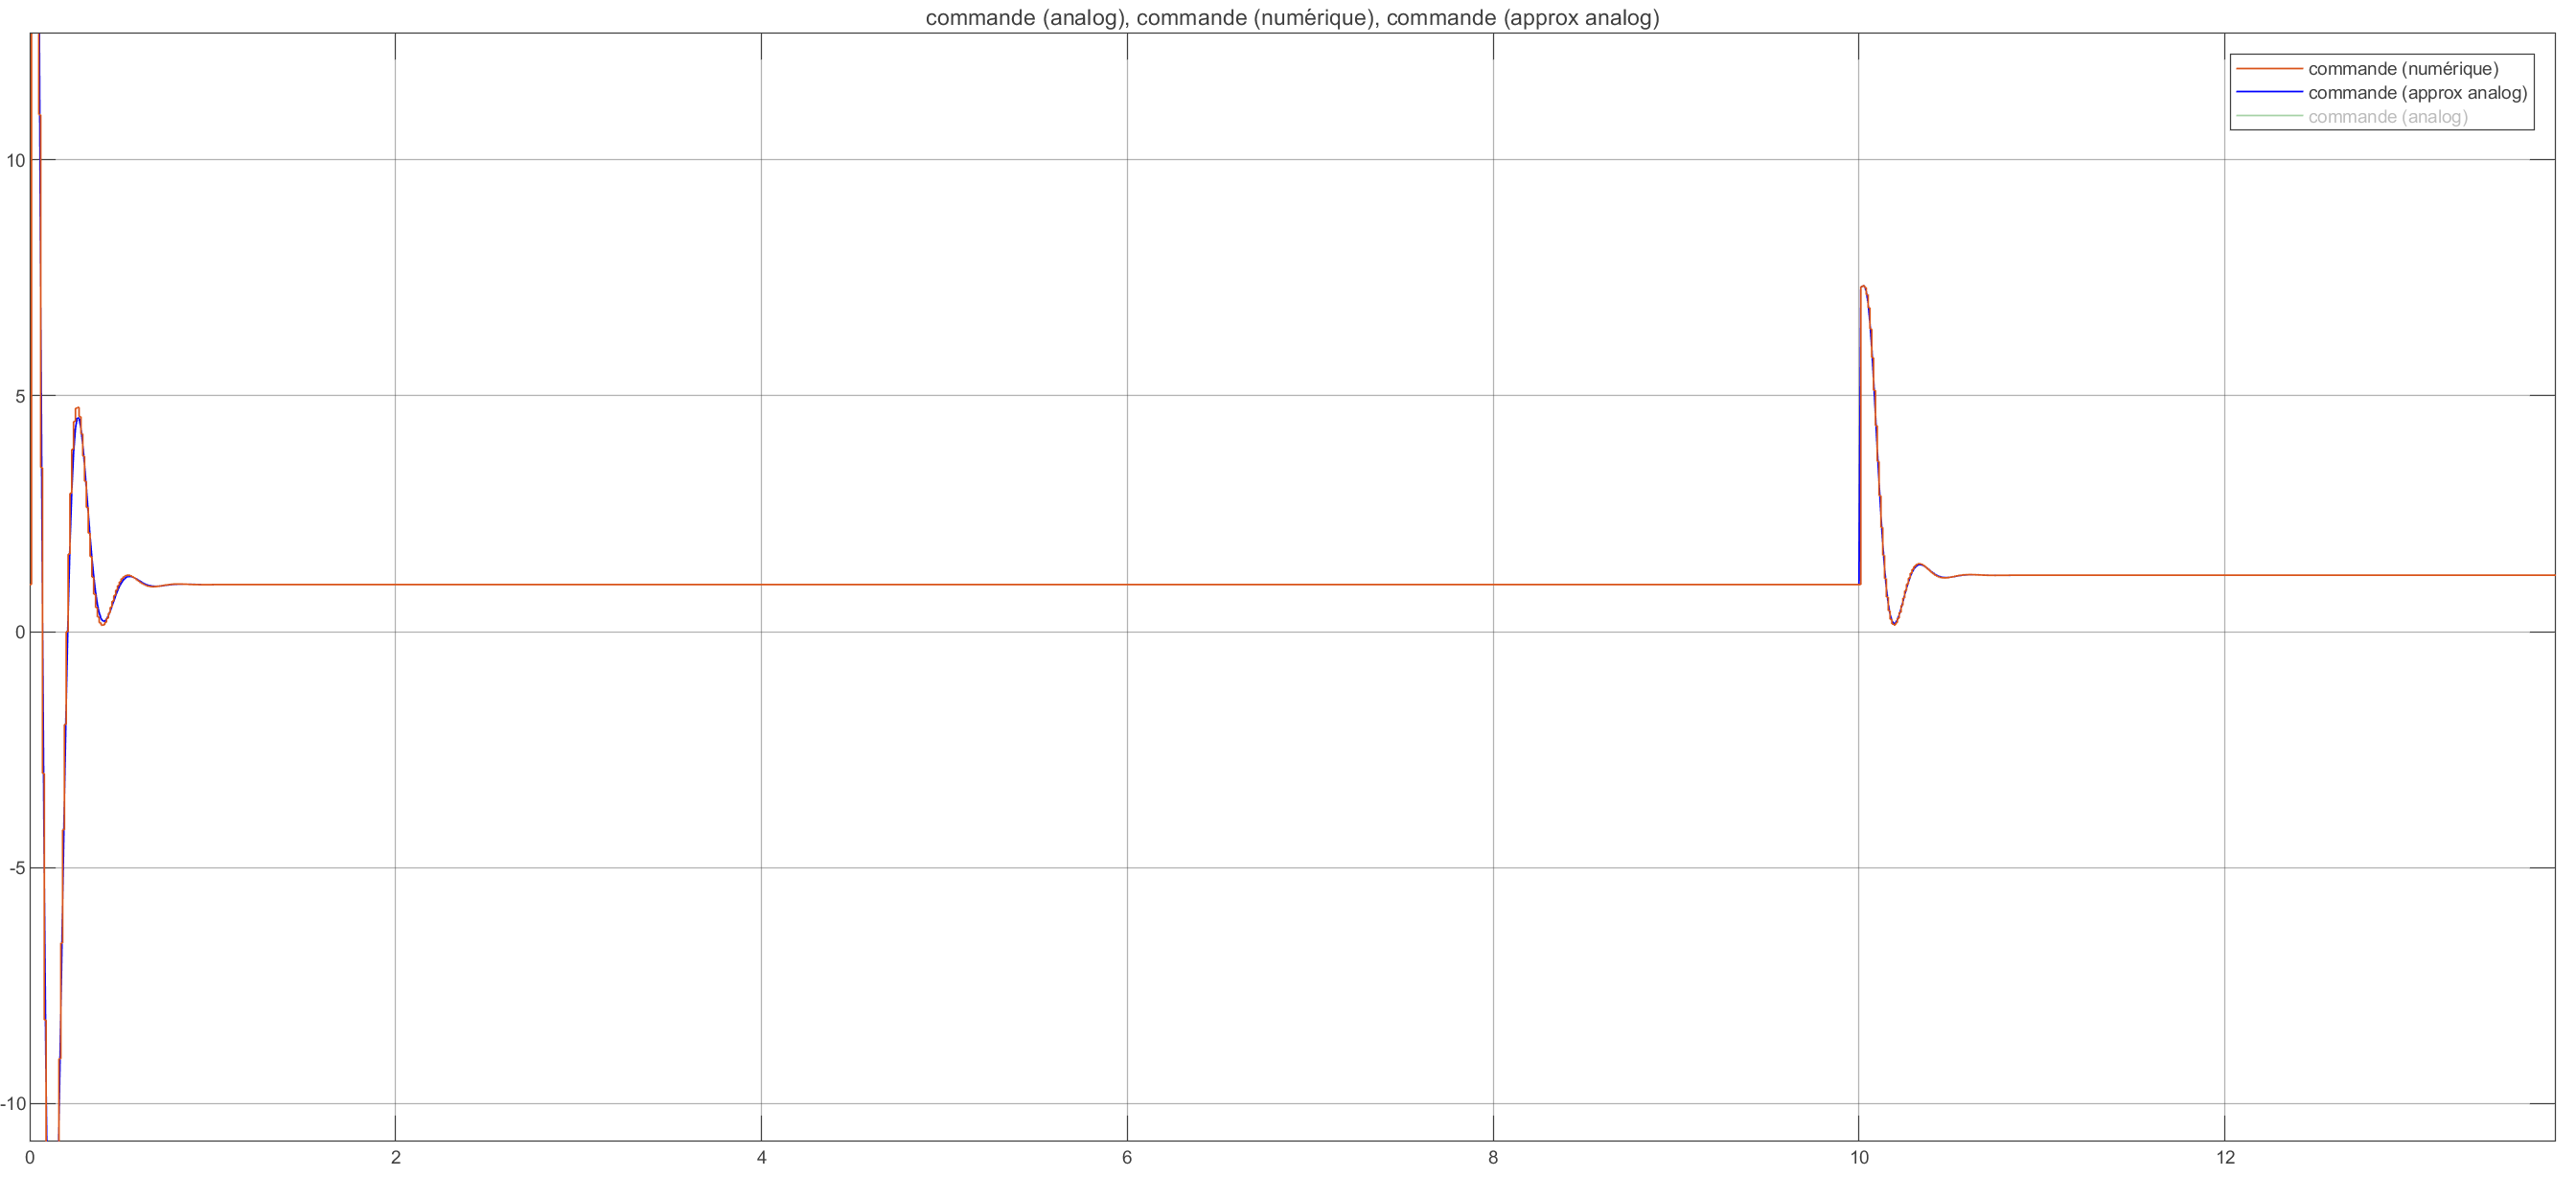 commande (analog), commande (numérique), commande (approx analog)
commande (numérique)
commande (approx analog)
commande (analog)
10
5
0
-5
-10
0 2 4 6 8 10 12